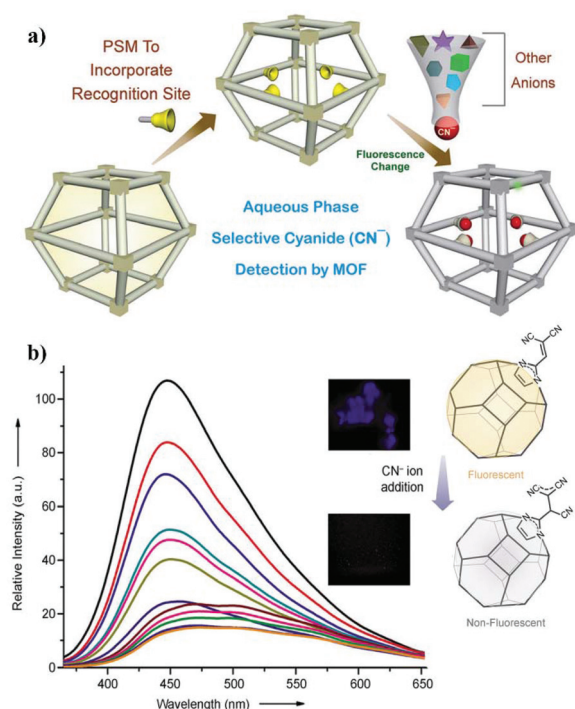 a)
PSM To
Incorporate
Recognition Site
Other
Anions
CN⁻
Fluorescence
Change
Aqueous Phase
Selective Cyanide (CN⁻)
Detection by MOF
b)
Relative Intensity (a.u.)
100
80
60
40
20
0
400
450
500
550
600
650
Wavelength (nm)
NC
CN
N
N
Fluorescent
CN⁻ ion
addition
NC
CN
CN
N
N
Non-Fluorescent